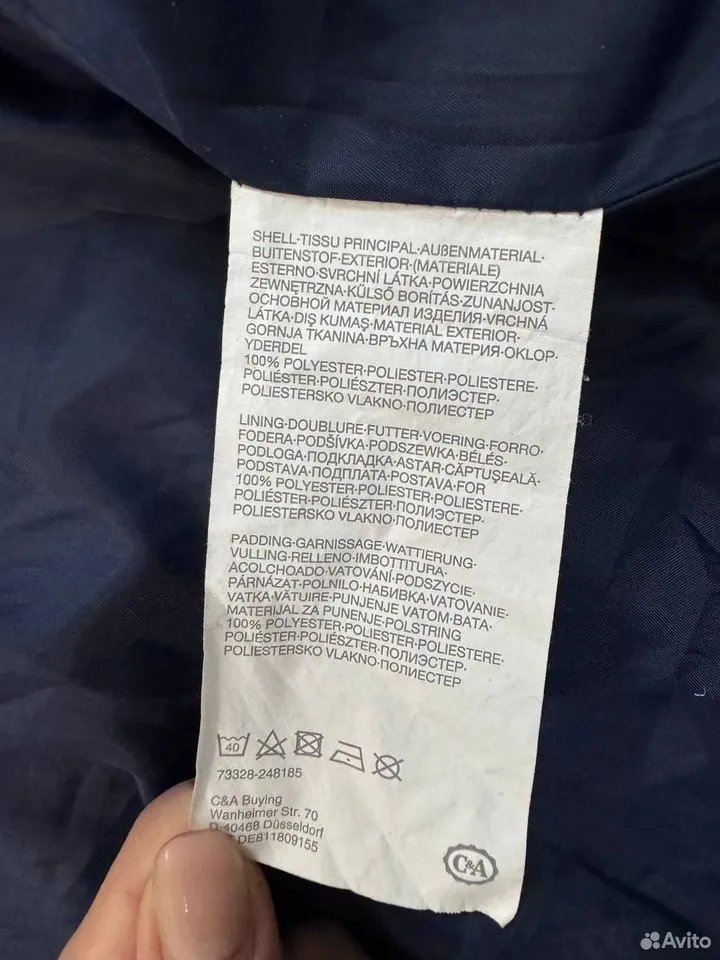 SHELL·TISSU PRINCIPAL·AUßENMATERIAL·
BUITENSTOF·EXTERIOR·(MATERIALE)
ESTERNO·SVRCHNÍ LÁTKA·POWIERZCHNIA
ZEWNĘTRZNA·KÜLSŐ BORÍTÁS·ZUNANJOST·
ОСНОВНОЙ МАТЕРИАЛ ИЗДЕЛИЯ·VRCHNÁ
LÁTKA·DIŞ KUMAŞ·MATERIAL EXTERIOR·
GORNJA TKANINA·ВРЪХНА МАТЕРИЯ·OKLOP·
YDERDEL
100% POLYESTER·POLIESTER·POLIESTERE·
POLIÉSTER·POLIÉSZTER·ПОЛИЭСТЕР·
POLIESTERSKO VLAKNO·ПОЛИЕСТЕР
LINING·DOUBLURE·FUTTER·VOERING·FORRO·
FODERA·PODŠÍVKA·PODSZEWKA·BÉLÉS·
PODLOGA·ПОДКЛАДКА·ASTAR·CĂPTUŞEALĂ·
PODSTAVA·ПОДПЛАТА·POSTAVA·FOR
100% POLYESTER·POLIESTER·POLIESTERE·
POLIÉSTER·POLIÉSZTER·ПОЛИЭСТЕР·
POLIESTERSKO VLAKNO·ПОЛИЕСТЕР
PADDING·GARNISSAGE·WATTIERUNG·
VULLING·RELLENO·IMBOTTITURA·
ACOLCHOADO·VATOVÁNÍ·PODSZYCIE·
PÁRNÁZAT·POLNILO·НАБИВКА·VATOVANIE·
VATKA·VĂTUIRE·PUNJENJE VATOM·ВАТА·
MATERIJAL ZA PUNENJE·POLSTRING
100% POLYESTER·POLIESTER·POLIESTERE·
POLIÉSTER·POLIÉSZTER·ПОЛИЭСТЕР·
POLIESTERSKO VLAKNO·ПОЛИЕСТЕР
40
73328-248185
C&A Buying
Wanheimer Str. 70
D-40468 Düsseldorf
DE811809155
C&A
Avito